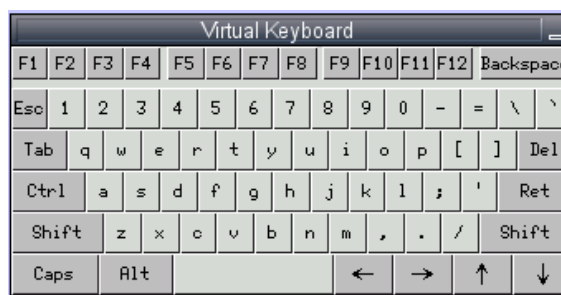 Virtual Keyboard
F1 F2 F3 F4 F5 F6 F7 F8 F9 F10 F11 F12 Backspace
Esc 1 2 3 4 5 6 7 8 9 0 - = \ `
Tab q w e r t y u i o p [ ] Del
Ctrl a s d f g h j k l ; ' Ret
Shift z x c v b n m , . / Shift
Caps Alt ← → ↑ ↓